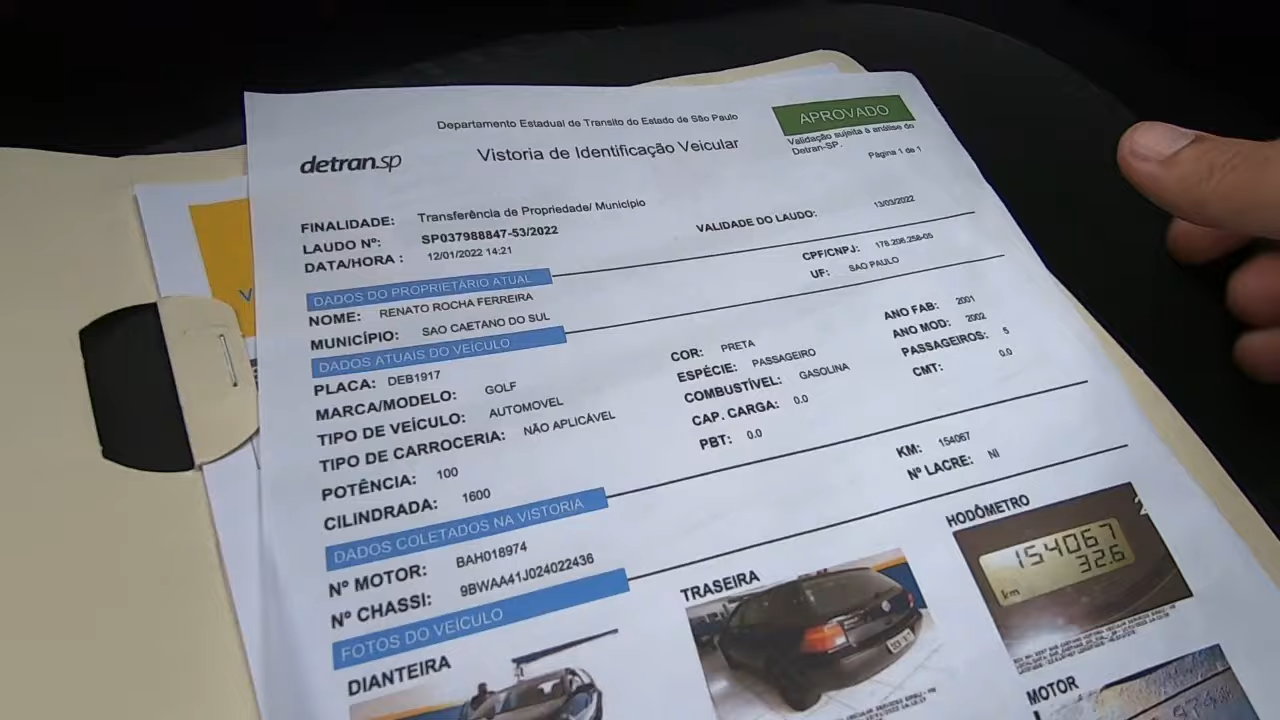 Departamento Estadual de Transito do Estado de São Paulo
APROVADO
detran.sp
Vistoria de Identificação Veicular
Validação sujeita à análise do
Detran-SP.
Página 1 de 1
FINALIDADE: Transferência de Propriedade/ Município
LAUDO Nº: SP037988847-53/2022
VALIDADE DO LAUDO: 13/03/2022
DATA/HORA : 12/01/2022 14:21
DADOS DO PROPRIETÁRIO ATUAL
NOME: RENATO ROCHA FERREIRA
CPF/CNPJ: 178.206.258-05
MUNICÍPIO: SAO CAETANO DO SUL
UF: SAO PAULO
DADOS ATUAIS DO VEÍCULO
PLACA: DEB1917
COR: PRETA
ANO FAB: 2001
MARCA/MODELO: GOLF
ESPÉCIE: PASSAGEIRO
ANO MOD: 2002
TIPO DE VEÍCULO: AUTOMOVEL
COMBUSTÍVEL: GASOLINA
PASSAGEIROS: 5
TIPO DE CARROCERIA: NÃO APLICÁVEL
CAP. CARGA: 0.0
CMT: 0.0
POTÊNCIA: 100
PBT: 0.0
CILINDRADA: 1600
DADOS COLETADOS NA VISTORIA
Nº MOTOR: BAH018974
KM: 154067
Nº CHASSI: 9BWAA41J024022436
Nº LACRE: NI
FOTOS DO VEÍCULO
DIANTEIRA
TRASEIRA
HODÔMETRO
154067
32.6
km
MOTOR